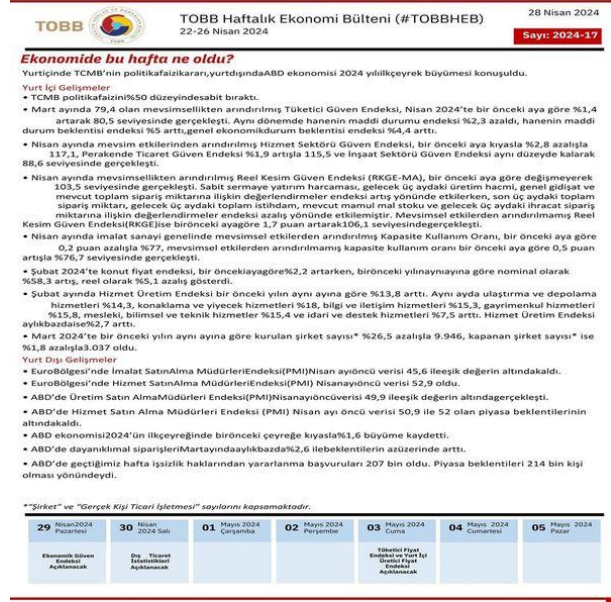 TOBB
TOBB Haftalık Ekonomi Bülteni (#TOBBHEB)
22-26 Nisan 2024
28 Nisan 2024
Sayı: 2024-17
Ekonomide bu hafta ne oldu?
Yurtiçinde TCMB'nin politikafaizikararı,yurtdışındaABD ekonomisi 2024 yılıilkçeyrek büyümesi konuşuldu.
Yurt İçi Gelişmeler
• TCMB politikafaizini%50 düzeyindesabit bıraktı.
• Mart ayında 79,4 olan mevsimsellikten arındırılmış Tüketici Güven Endeksi, Nisan 2024'te bir önceki aya göre %1,4
artarak 80,5 seviyesinde gerçekleşti. Aynı dönemde hanenin maddi durumu endeksi %2,3 azaldı, hanenin maddi
durum beklentisi endeksi %5 arttı,genel ekonomikdurum beklentisi endeksi %4,4 arttı.
• Nisan ayında mevsim etkilerinden arındırılmış Hizmet Sektörü Güven Endeksi, bir önceki aya kıyasla %2,8 azalışla
117,1, Perakende Ticaret Güven Endeksi %1,9 artışla 115,5 ve İnşaat Sektörü Güven Endeksi aynı düzeyde kalarak
88,6 seviyesinde gerçekleşti.
• Nisan ayında mevsimsellikten arındırılmış Reel Kesim Güven Endeksi (RKGE-MA), bir önceki aya göre değişmeyerek
103,5 seviyesinde gerçekleşti. Sabit sermaye yatırım harcaması, gelecek üç aydaki üretim hacmi, genel gidişat ve
mevcut toplam sipariş miktarına ilişkin değerlendirmeler endeksi artış yönünde etkilerken, son üç aydaki toplam
sipariş miktarı, gelecek üç aydaki toplam istihdam, mevcut mamul mal stoku ve gelecek üç aydaki ihracat sipariş
miktarına ilişkin değerlendirmeler endeksi azalış yönünde etkilemiştir. Mevsimsel etkilerden arındırılmamış Reel
Kesim Güven Endeksi(RKGE)ise birönceki ayagöre 1,7 puan artarak106,1 seviyesindegerçekleşti.
• Nisan ayında imalat sanayi genelinde mevsimsel etkilerden arındırılmış Kapasite Kullanım Oranı, bir önceki aya göre
0,2 puan azalışla %77, mevsimsel etkilerden arındırılmamış kapasite kullanım oranı bir önceki aya göre 0,5 puan
artışla %76,7 seviyesinde gerçekleşti.
• Şubat 2024'te konut fiyat endeksi, bir öncekiayagöre%2,2 artarken, birönceki yılınaynıayına göre nominal olarak
%58,3 artış, reel olarak %5,1 azalış gösterdi.
• Şubat ayında Hizmet Üretim Endeksi bir önceki yılın aynı ayına göre %13,8 arttı. Aynı ayda ulaştırma ve depolama
hizmetleri %14,3, konaklama ve yiyecek hizmetleri %18, bilgi ve iletişim hizmetleri %15,3, gayrimenkul hizmetleri
%15,8, mesleki, bilimsel ve teknik hizmetler %15,4 ve idari ve destek hizmetleri %7,5 arttı. Hizmet Üretim Endeksi
aylıkbazdaise%2,7 arttı.
• Mart 2024'te bir önceki yılın aynı ayına göre kurulan şirket sayısı* %26,5 azalışla 9.946, kapanan şirket sayısı* ise
%1,8 azalışla3.037 oldu.
Yurt Dışı Gelişmeler
• EuroBölgesi'nde İmalat SatınAlma MüdürleriEndeksi(PMI)Nisan ayıöncü verisi 45,6 ileeşik değerin altındakaldı.
• EuroBölgesi'nde Hizmet SatınAlma MüdürleriEndeksi(PMI) Nisanayıöncü verisi 52,9 oldu.
• ABD'de Üretim Satın AlmaMüdürleri Endeksi(PMI)Nisanayıöncüverisi 49,9 ileeşik değerin altındagerçekleşti.
• ABD'de Hizmet Satın Alma Müdürleri Endeksi (PMI) Nisan ayı öncü verisi 50,9 ile 52 olan piyasa beklentilerinin
altındakaldı.
• ABD ekonomisi2024'ün ilkçeyreğinde birönceki çeyreğe kıyasla%1,6 büyüme kaydetti.
• ABD'de dayanıklımal siparişleriMartayındaaylıkbazda%2,6 ilebeklentilerin azüzerinde arttı.
• ABD'de geçtiğimiz hafta işsizlik haklarından yararlanma başvuruları 207 bin oldu. Piyasa beklentileri 214 bin kişi
olması yönündeydi.
*"Şirket" ve "Gerçek Kişi Ticari İşletmesi" sayılarını kapsamaktadır.
29 Nisan2024 Pazartesi
30 Nisan 2024 Salı
01 Mayıs 2024 Çarşamba
02 Mayıs 2024 Perşembe
03 Mayıs 2024 Cuma
04 Mayıs 2024 Cumartesi
05 Mayıs 2024 Pazar
Ekonomik Güven
Endeksi
Açıklanacak
Dış Ticaret
İstatistikleri
Açıklanacak
Tüketici Fiyat
Endeksi ve Yurt İçi
Üretici Fiyat
Endeksi
Açıklanacak